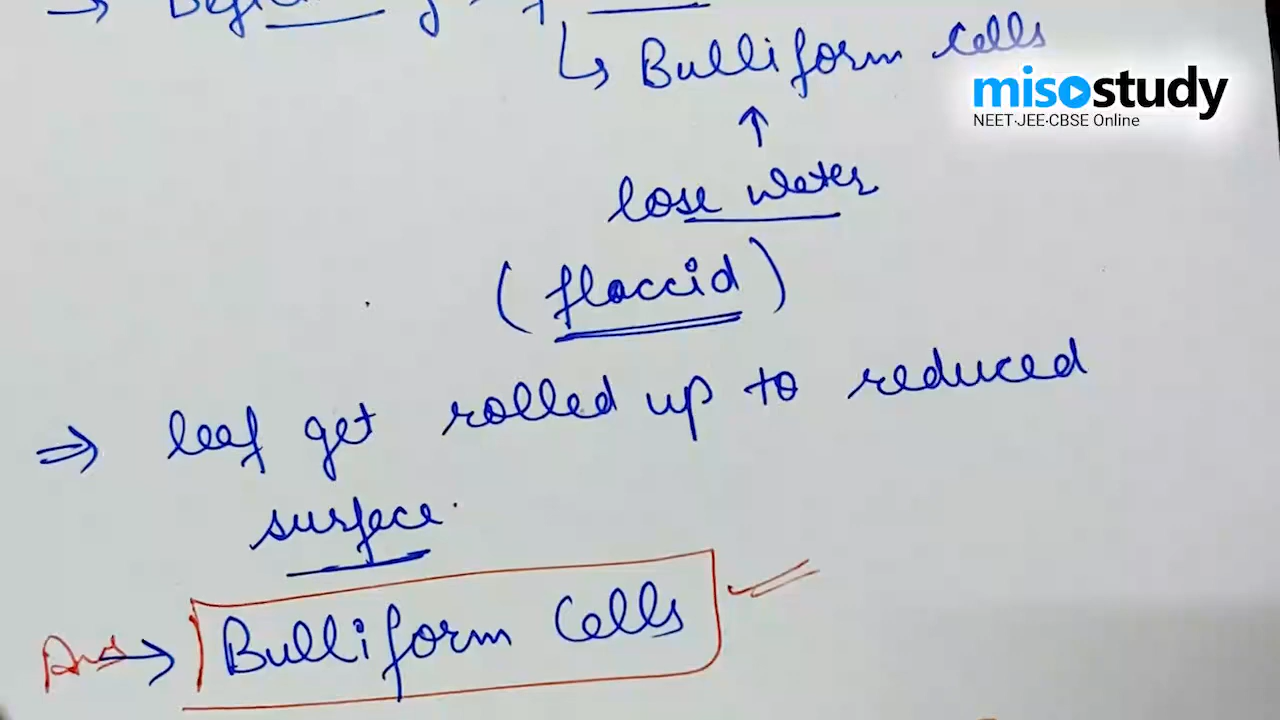 Bulliform cells
misostudy
NEET·JEE·CBSE Online
↑
lose water
(flaccid)
⇒ leaf get rolled up to reduced
surface.
Ans → Bulliform Cells